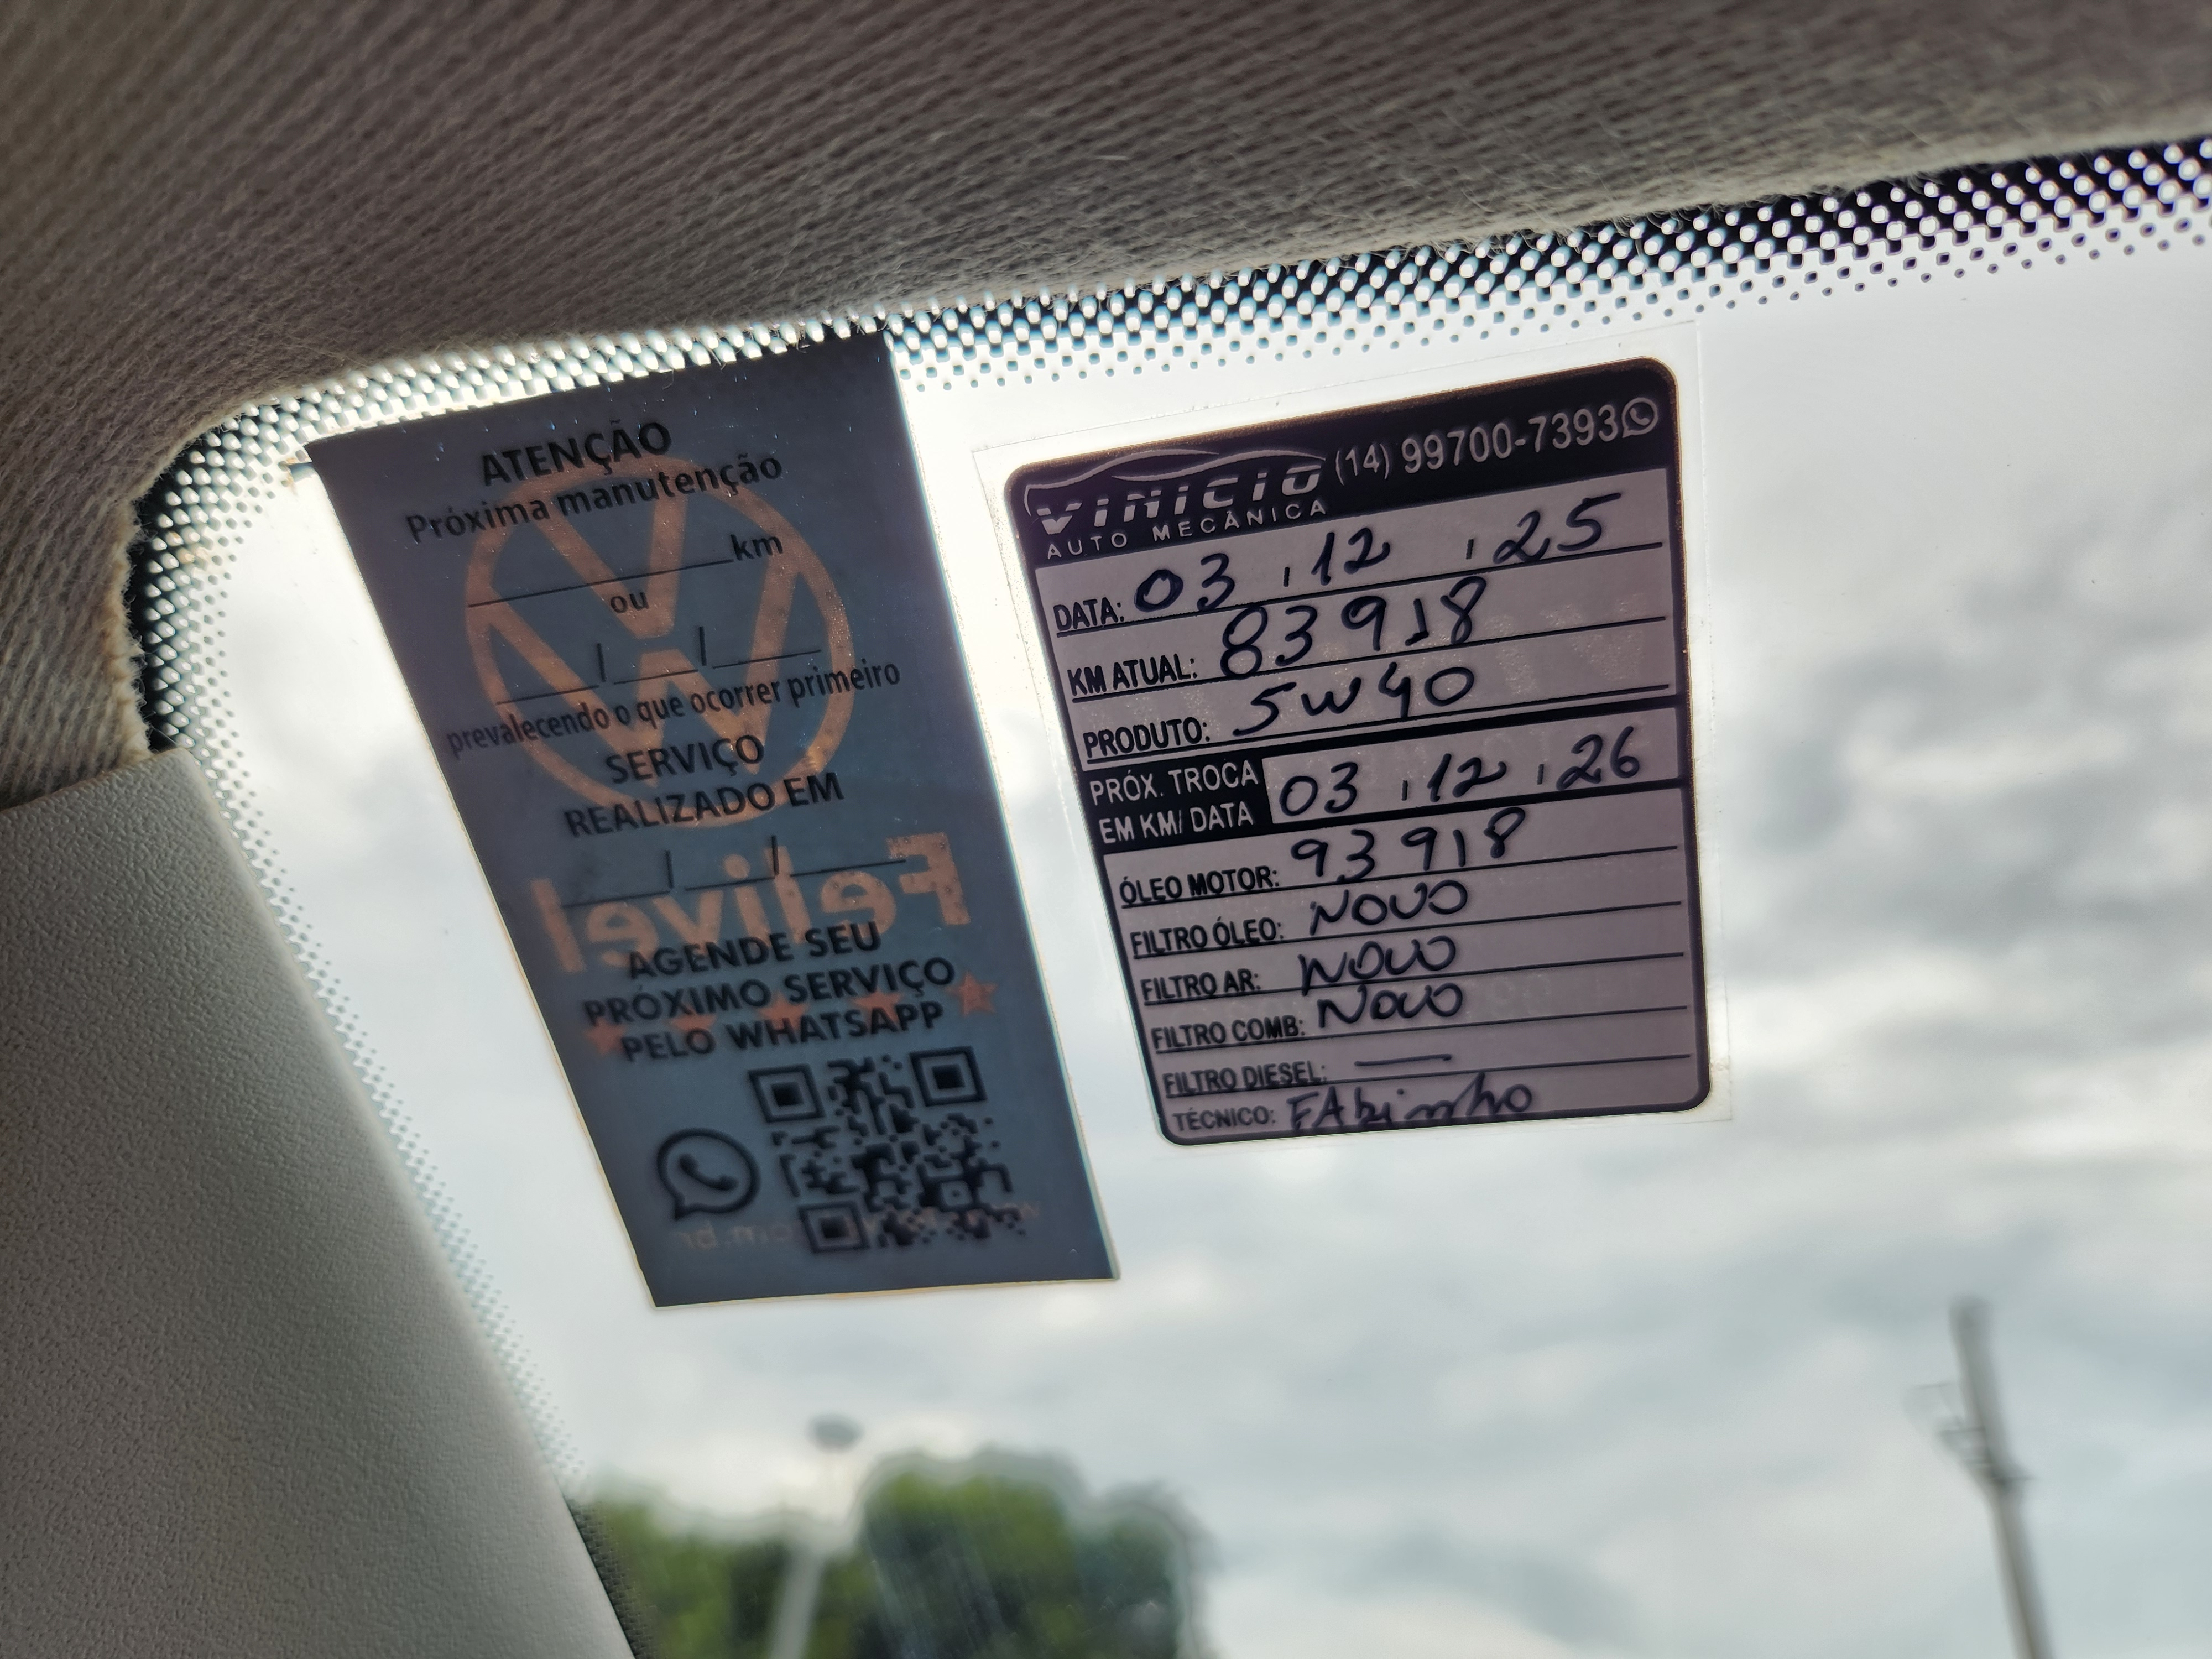 ATENÇÃO
Próxima manutenção
km
ou
/ /
prevalecendo o que ocorrer primeiro
SERVIÇO
REALIZADO EM
/ /
Felivel
AGENDE SEU
PRÓXIMO SERVIÇO
PELO WHATSAPP
VINICIO
AUTO MECÂNICA
(14) 99700-7393
DATA: 03 / 12 / 25
KM ATUAL: 83918
PRODUTO: 5W40
PRÓX. TROCA
EM KM/ DATA
03 / 12 / 26
ÓLEO MOTOR: 93918
FILTRO ÓLEO: NOVO
FILTRO AR: NOVO
FILTRO COMB: NOVO
FILTRO DIESEL: —
TÉCNICO: FAbinho